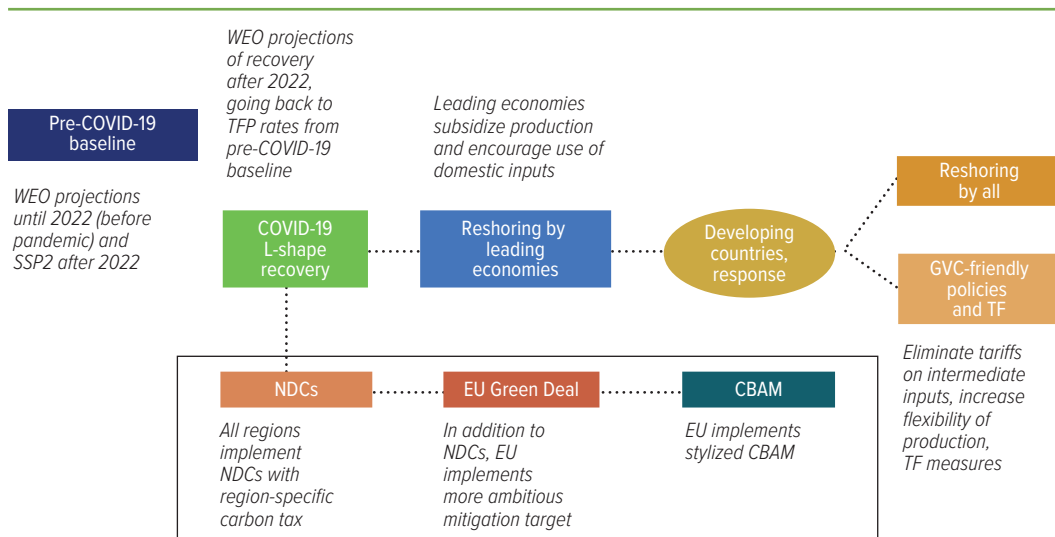 Pre-COVID-19
baseline
WEO projections
until 2022 (before
pandemic) and
SSP2 after 2022
WEO projections
of recovery
after 2022,
going back to
TFP rates from
pre-COVID-19
baseline
COVID-19
L-shape
recovery
Leading economies
subsidize production
and encourage use of
domestic inputs
Reshoring by
leading
economies
Developing
countries,
response
Reshoring
by all
GVC-friendly
policies
and TF
Eliminate tariffs
on intermediate
inputs, increase
flexibility of
production,
TF measures
NDCs
All regions
implement
NDCs with
region-specific
carbon tax
EU Green Deal
In addition to
NDCs, EU
implements
more ambitious
mitigation target
CBAM
EU implements
stylized CBAM